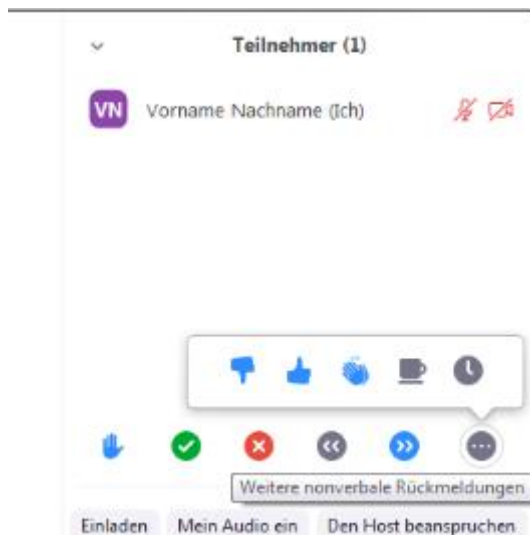 Teilnehmer (1)
VN Vorname Nachname (Ich)
Weitere nonverbale Rückmeldungen
Einladen Mein Audio ein Den Host beanspruchen